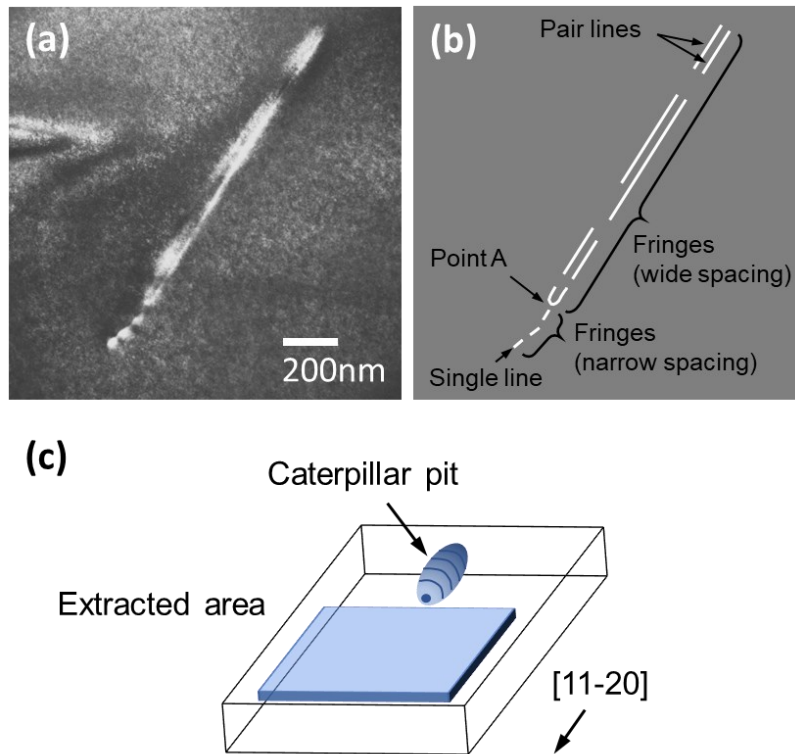 (a)
200nm
(b)
Pair lines
Point A
Fringes
(wide spacing)
Fringes
(narrow spacing)
Single line
(c)
Caterpillar pit
Extracted area
[11-20]